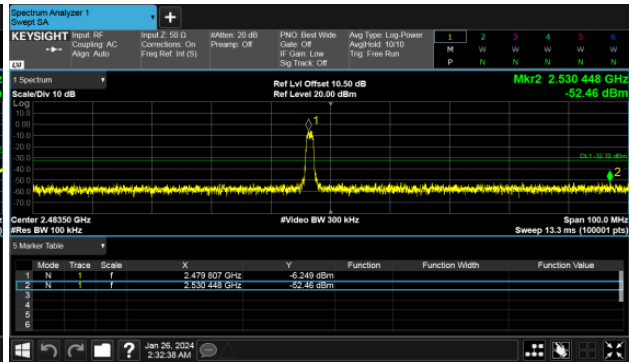 Spectrum Analyzer 1
Swept SA
+
KEYSIGHT Input: RF Input Z: 50 Ω #Atten: 20 dB PNO: Best Wide Avg Type: Log-Power 1 2 3 4 5 6
Coupling: AC Corrections: On Preamp: Off Gate: Off Avg|Hold: 10/10 M W W W W W
Align: Auto Freq Ref: Int (S) IF Gain: Low Trig: Free Run
Sig Track: Off P N N N N N
LXI
1 Spectrum
Ref Lvl Offset 10.50 dB Mkr2 2.530 448 GHz
Scale/Div 10 dB Ref Level 20.00 dBm -52.46 dBm
Log
10.0
0.00
-10.0
-20.0
-30.0
-40.0
-50.0
-60.0
-70.0
1
DL1 -32.32 dBm
2
Center 2.48350 GHz #Video BW 300 kHz Span 100.0 MHz
#Res BW 100 kHz Sweep 13.3 ms (100001 pts)
5 Marker Table
Mode Trace Scale X Y Function Function Width Function Value
1 N 1 f 2.479 807 GHz -6.249 dBm
2 N 1 f 2.530 448 GHz -52.46 dBm
3
4
5
6
? Jan 26, 2024
2:32:38 AM